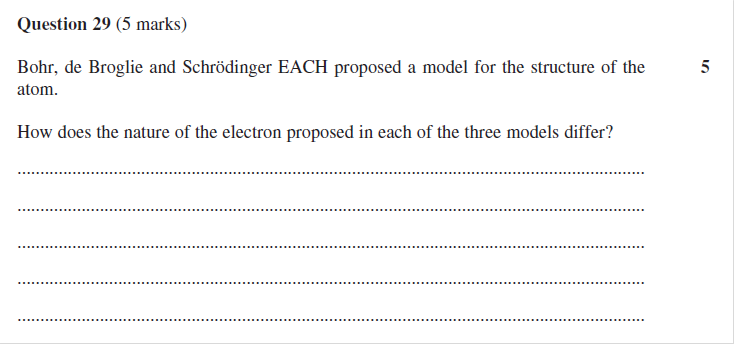 Question 29 (5 marks)
Bohr, de Broglie and Schrödinger EACH proposed a model for the structure of the 5
atom.
How does the nature of the electron proposed in each of the three models differ?